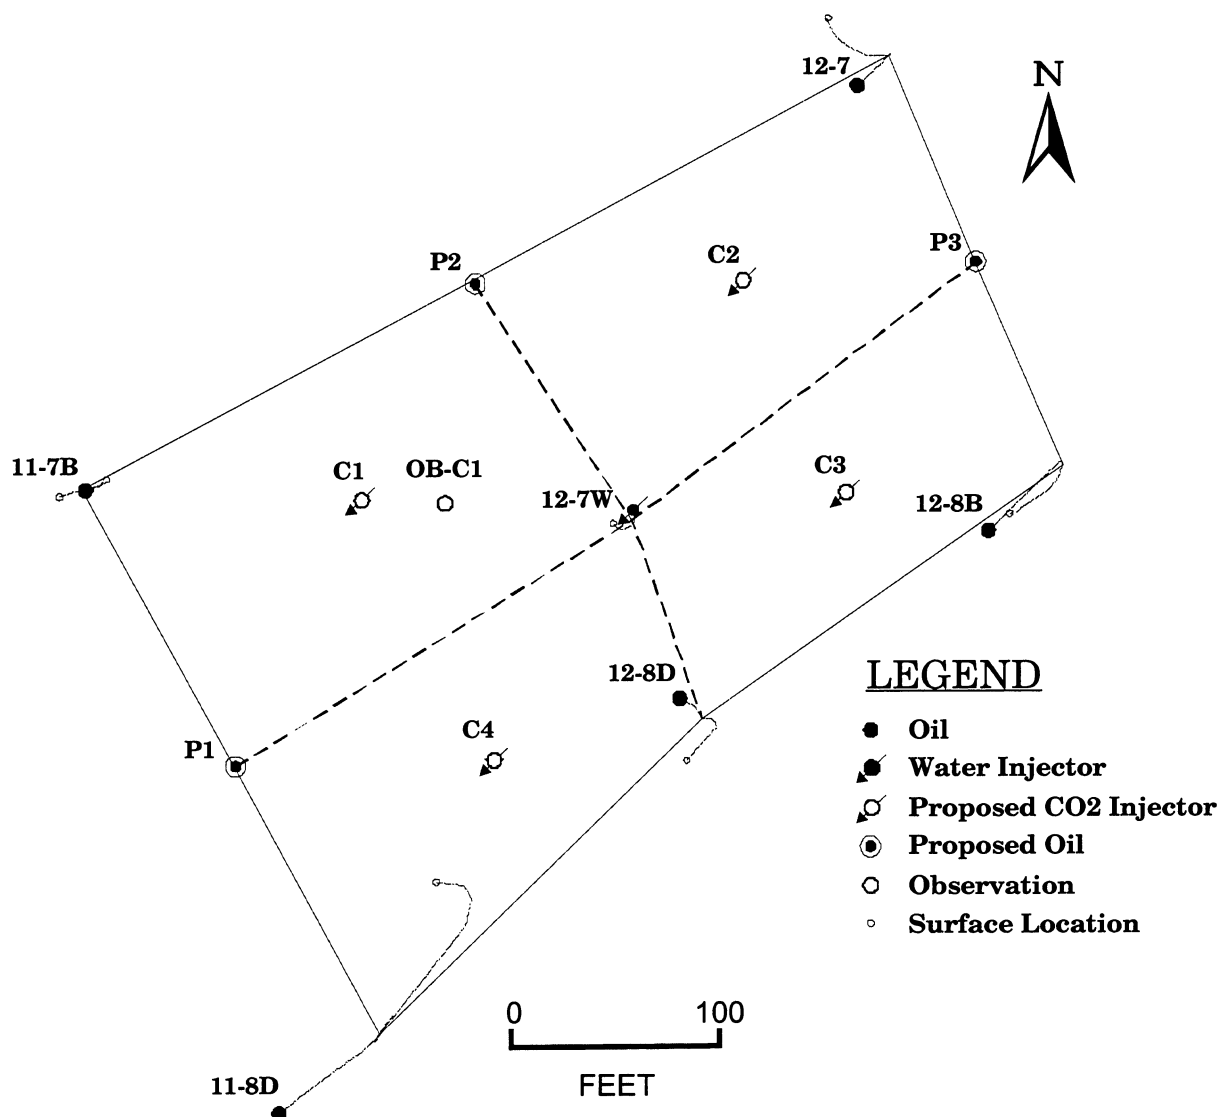 12-7
N
P3
P2
C2
11-7B
C1
OB-C1
C3
12-7W
12-8B
12-8D
LEGEND
C4
P1
Oil
Water Injector
Proposed CO2 Injector
Proposed Oil
Observation
Surface Location
0
100
FEET
11-8D